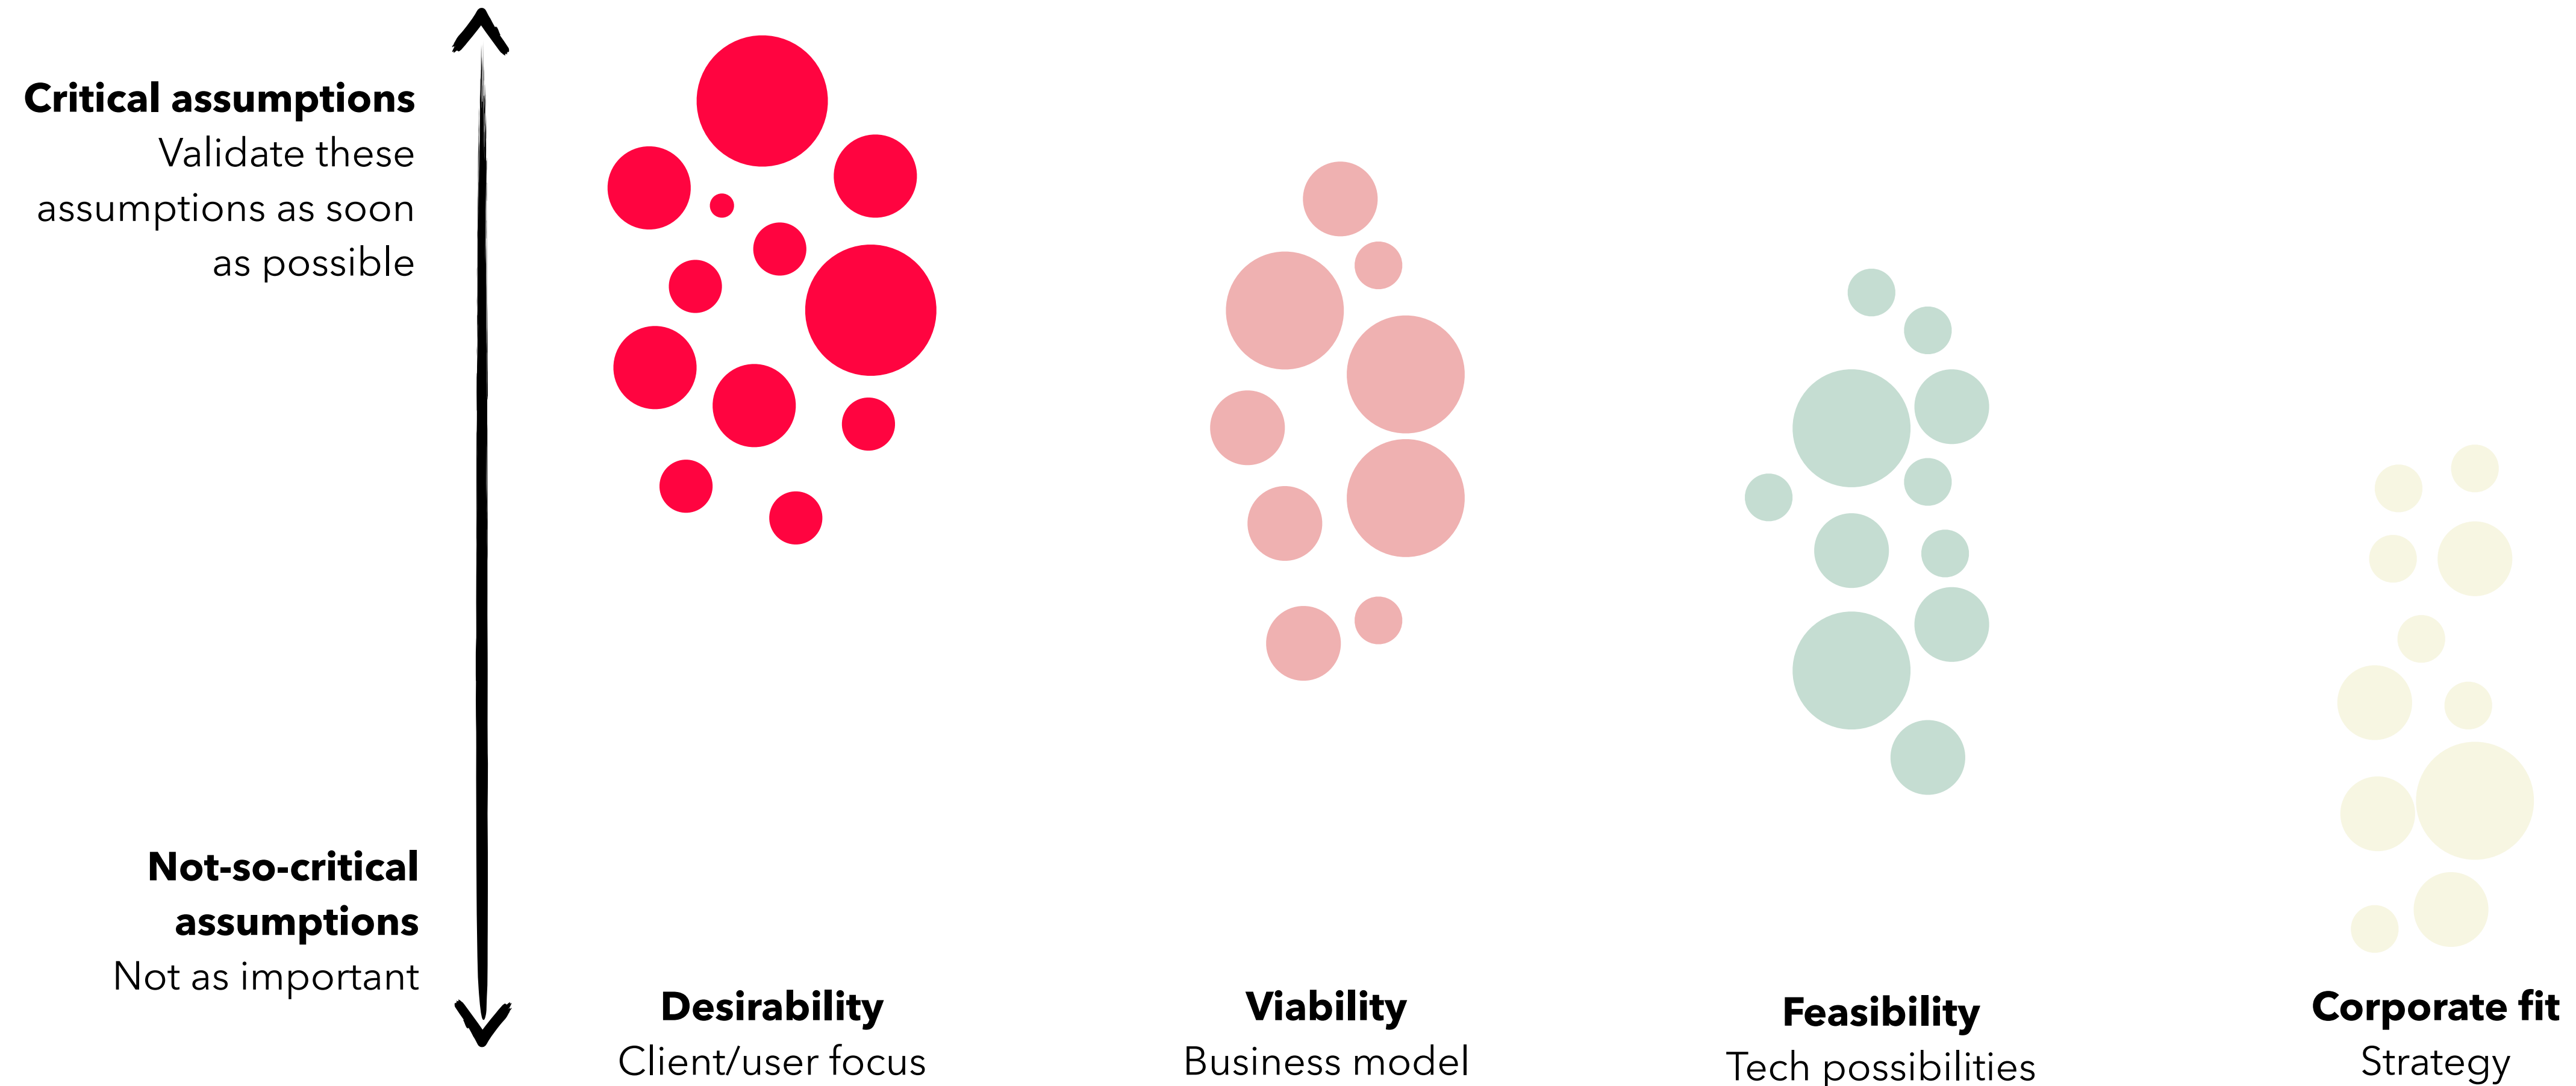 Critical assumptions
Validate these
assumptions as soon
as possible
Not-so-critical
assumptions
Not as important
Desirability
Client/user focus
Viability
Business model
Feasibility
Tech possibilities
Corporate fit
Strategy